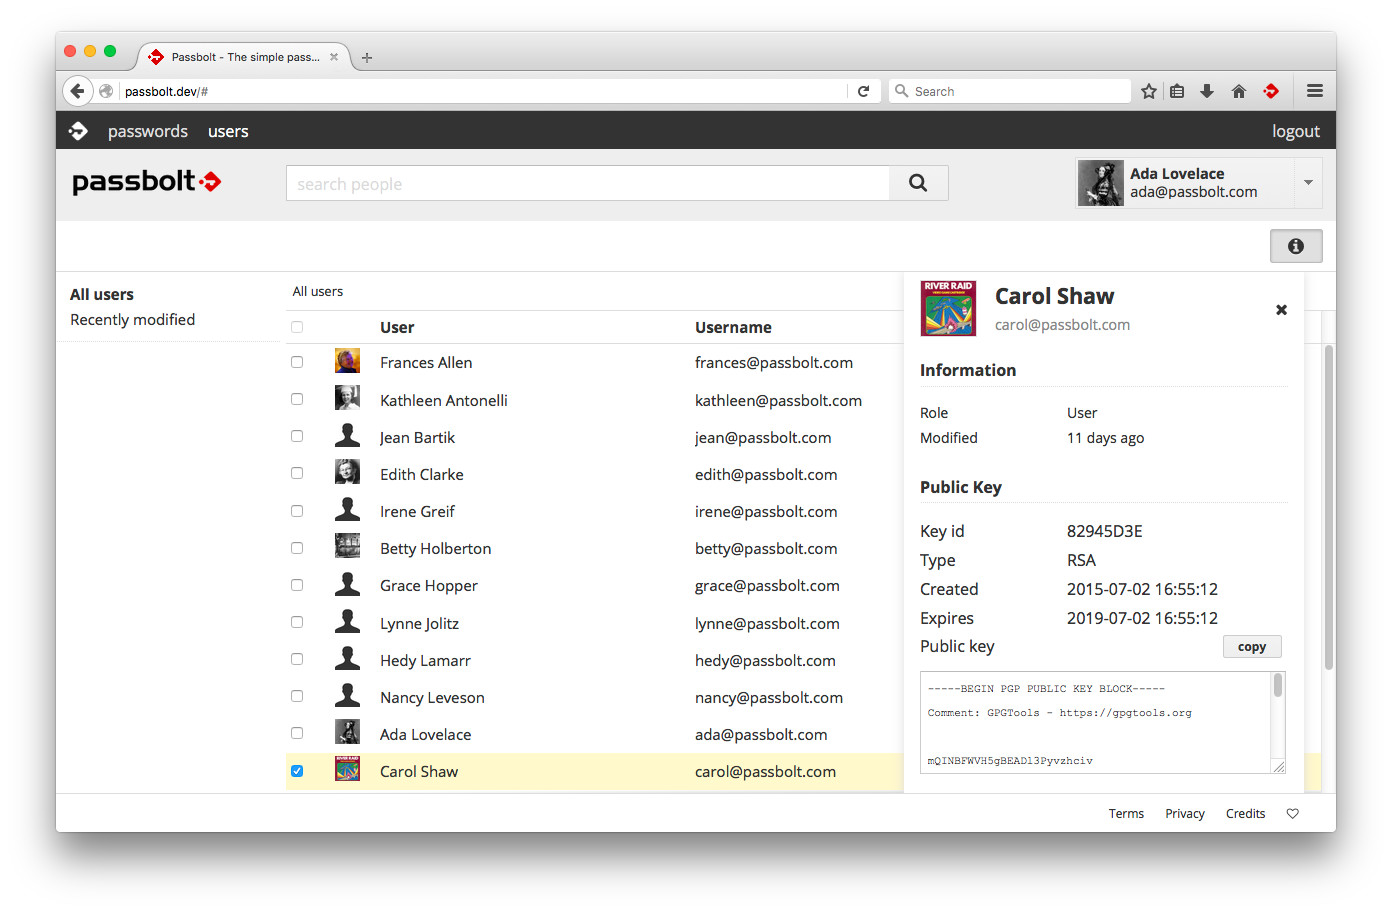 Passbolt - The simple pass...
passbolt.dev/#
Search
passwords
users
logout
passbolt
search people
Ada Lovelace
ada@passbolt.com
All users
Recently modified
All users
User Username
Frances Allen frances@passbolt.com
Kathleen Antonelli kathleen@passbolt.com
Jean Bartik jean@passbolt.com
Edith Clarke edith@passbolt.com
Irene Greif irene@passbolt.com
Betty Holberton betty@passbolt.com
Grace Hopper grace@passbolt.com
Lynne Jolitz lynne@passbolt.com
Hedy Lamarr hedy@passbolt.com
Nancy Leveson nancy@passbolt.com
Ada Lovelace ada@passbolt.com
RIVER RAID
Carol Shaw carol@passbolt.com
RIVER RAID
Carol Shaw
carol@passbolt.com
Information
Role User
Modified 11 days ago
Public Key
Key id 82945D3E
Type RSA
Created 2015-07-02 16:55:12
Expires 2019-07-02 16:55:12
Public key copy
-----BEGIN PGP PUBLIC KEY BLOCK-----
Comment: GPGTools - https://gpgtools.org
mQINBFWVH5gBEADl3Pyvzhciv
Terms Privacy Credits